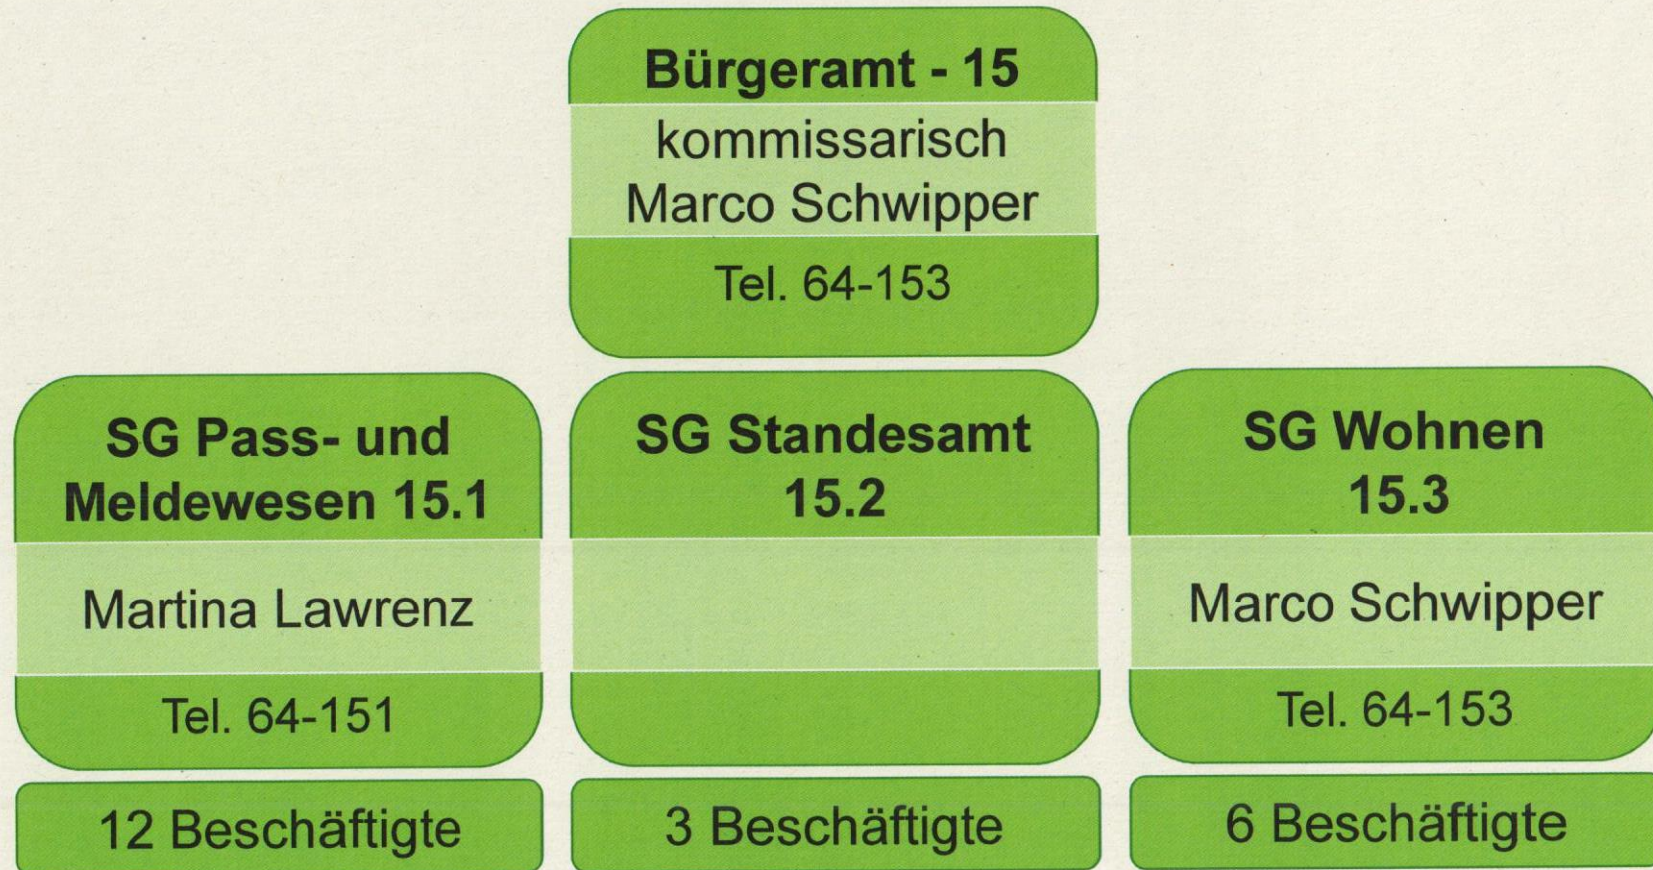 Bürgeramt - 15
kommissarisch
Marco Schwipper
Tel. 64-153
SG Pass- und
Meldewesen 15.1
Martina Lawrenz
Tel. 64-151
12 Beschäftigte
SG Standesamt
15.2
3 Beschäftigte
SG Wohnen
15.3
Marco Schwipper
Tel. 64-153
6 Beschäftigte